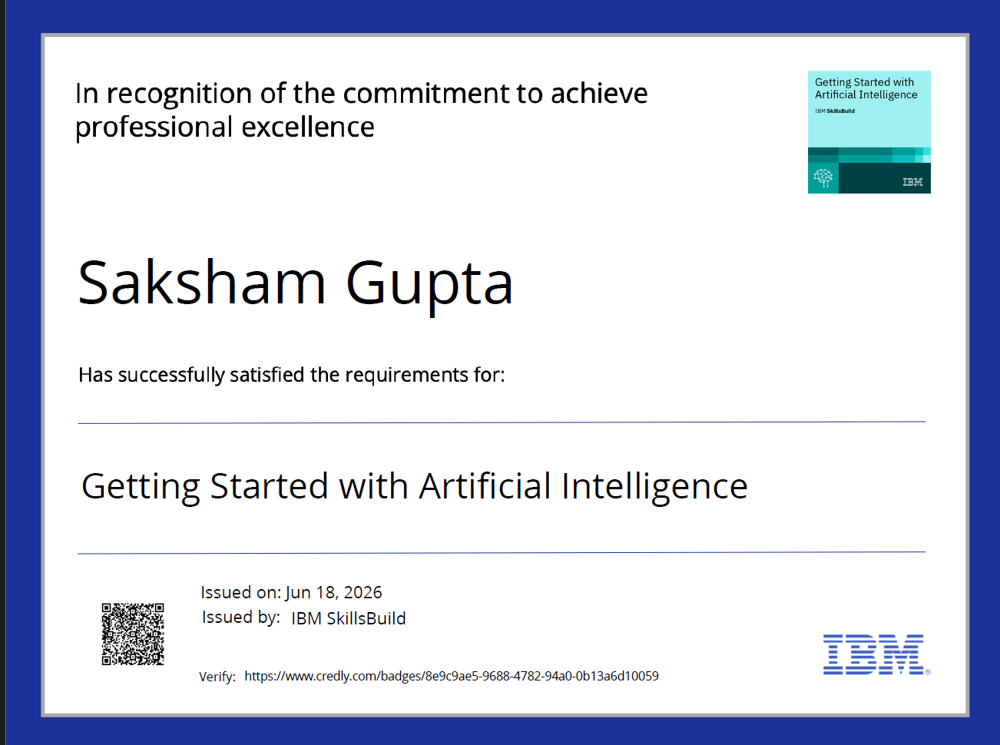 In recognition of the commitment to achieve
professional excellence
Getting Started with
Artificial Intelligence
IBM SkillsBuild
IBM
Saksham Gupta
Has successfully satisfied the requirements for:
Getting Started with Artificial Intelligence
Issued on: Jun 18, 2026
Issued by: IBM SkillsBuild
Verify: https://www.credly.com/badges/8e9c9ae5-9688-4782-94a0-0b13a6d10059
IBM®